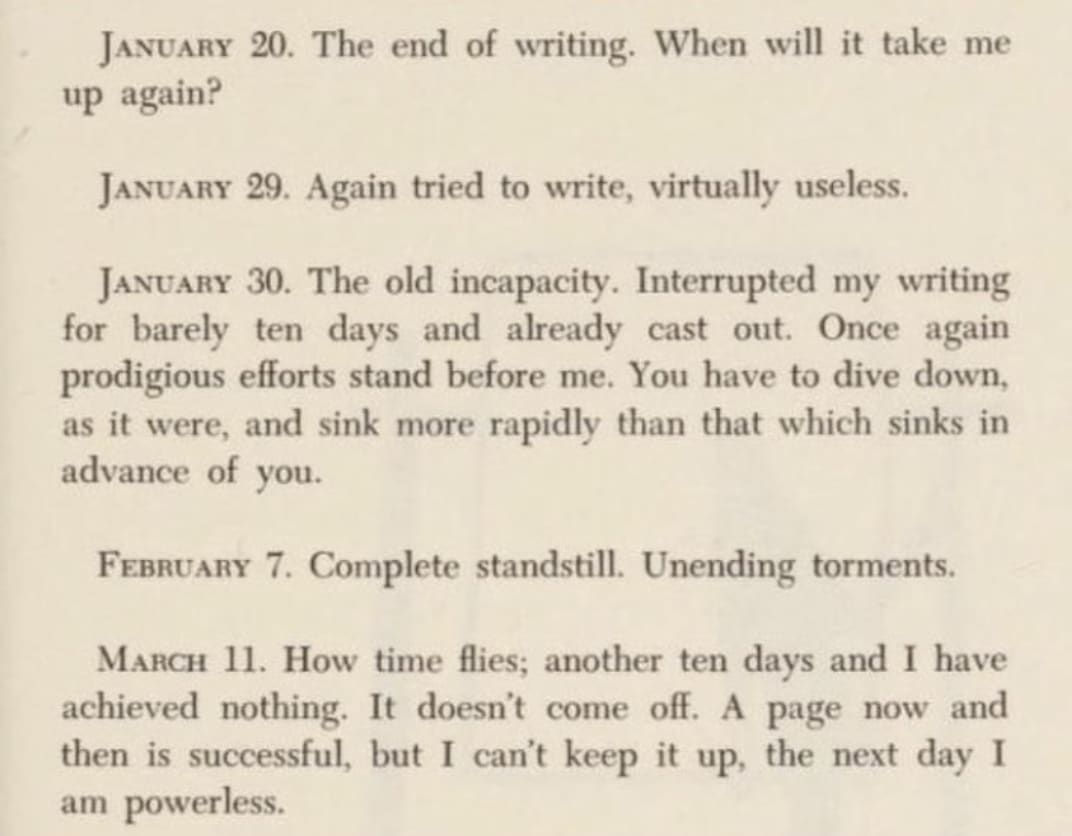 January 20. The end of writing. When will it take me
up again?
January 29. Again tried to write, virtually useless.
January 30. The old incapacity. Interrupted my writing
for barely ten days and already cast out. Once again
prodigious efforts stand before me. You have to dive down,
as it were, and sink more rapidly than that which sinks in
advance of you.
February 7. Complete standstill. Unending torments.
March 11. How time flies; another ten days and I have
achieved nothing. It doesn't come off. A page now and
then is successful, but I can't keep it up, the next day I
am powerless.